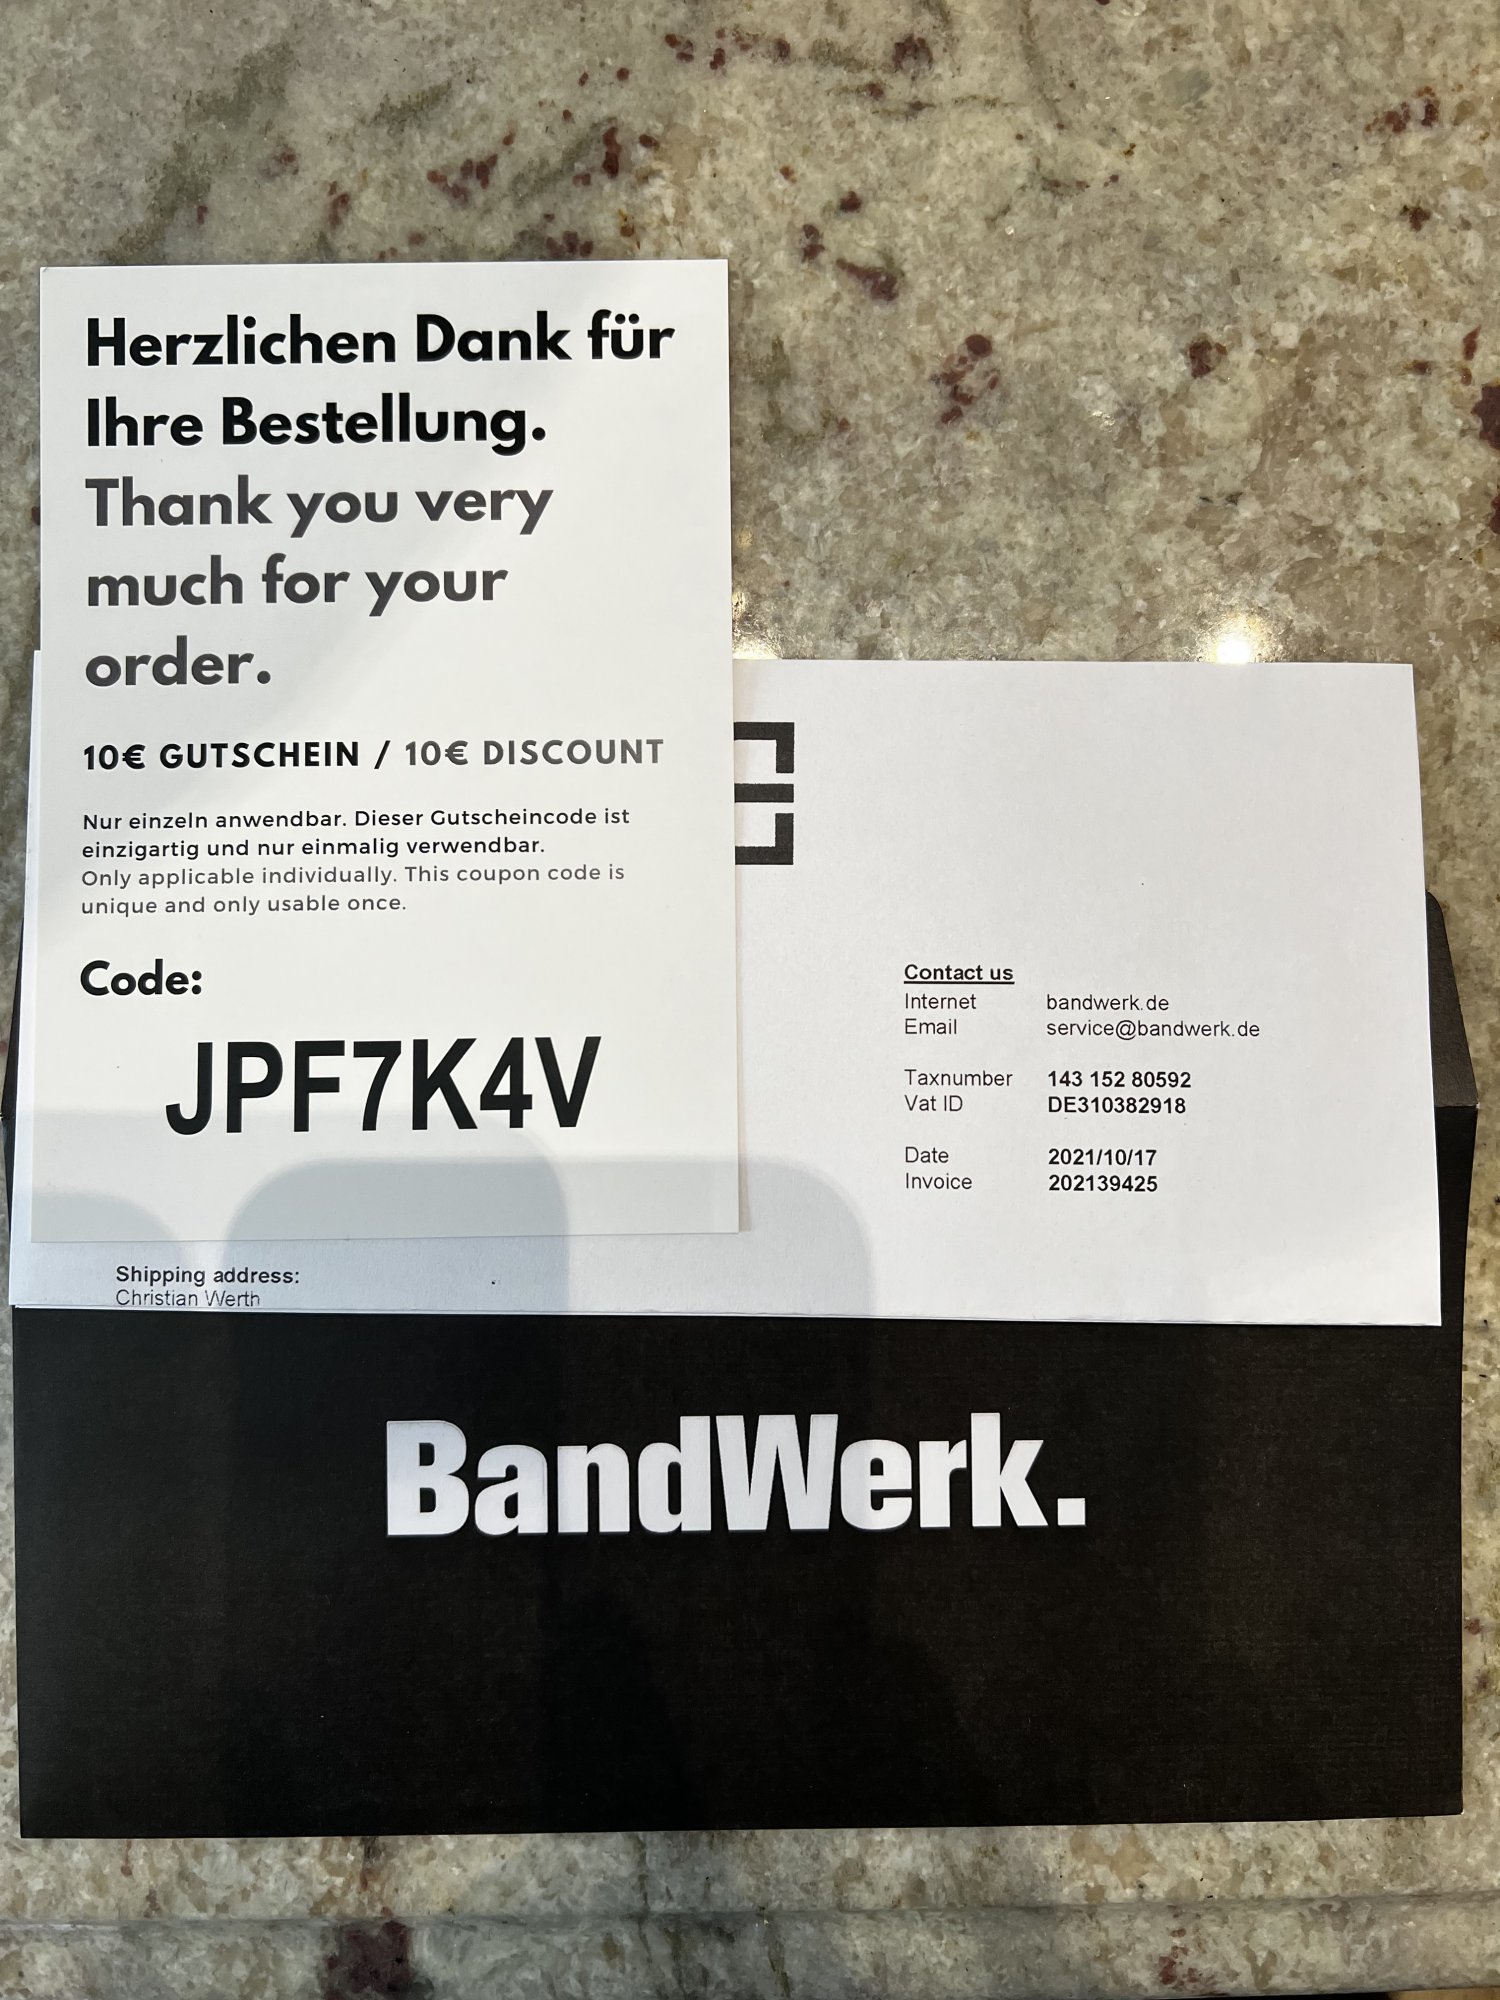 Herzlichen Dank für
Ihre Bestellung.
Thank you very
much for your
order.
10€ GUTSCHEIN / 10€ DISCOUNT
Nur einzeln anwendbar. Dieser Gutscheincode ist
einzigartig und nur einmalig verwendbar.
Only applicable individually. This coupon code is
unique and only usable once.
Code:
JPF7K4V
Contact us
Internet bandwerk.de
Email service@bandwerk.de
Taxnumber 143 152 80592
Vat ID DE310382918
Date 2021/10/17
Invoice 202139425
Shipping address:
Christian Werth
BandWerk.